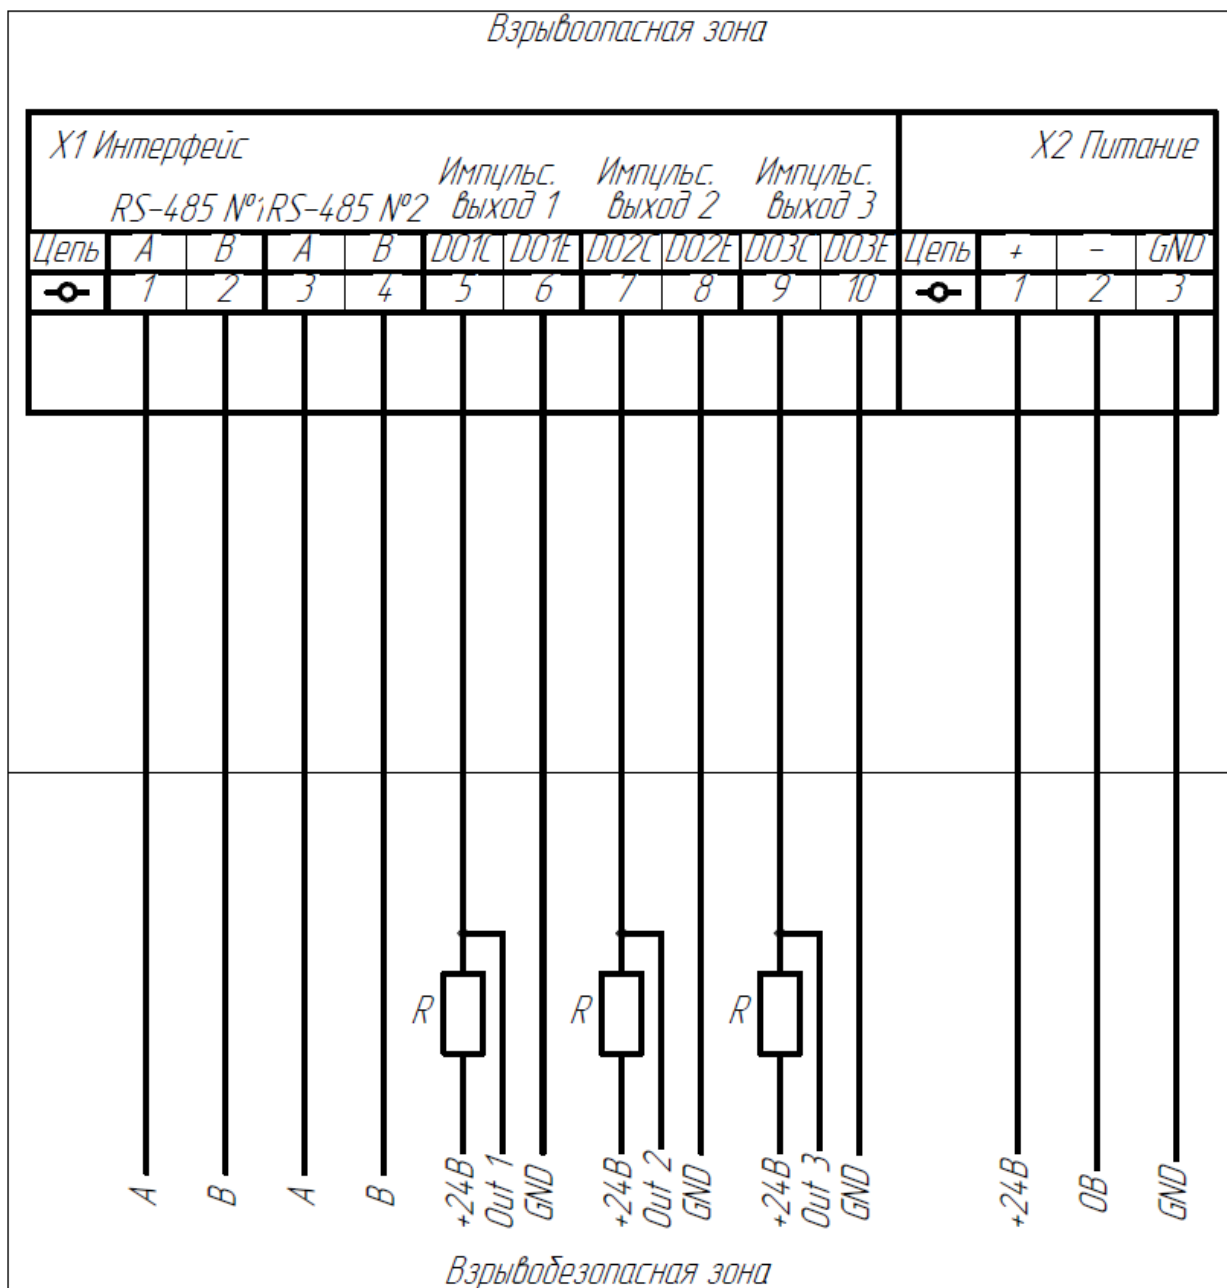 Взрывоопасная зона
X1 Интерфейс
X2 Питание
Импульс. Импульс. Импульс.
RS-485 №1 RS-485 №2 выход 1 выход 2 выход 3
Цепь A B A B DO1C DO1E DO2C DO2E DO3C DO3E Цепь + - GND
1 2 3 4 5 6 7 8 9 10 1 2 3
R R R
A B A B +24В Out 1 GND +24В Out 2 GND +24В Out 3 GND +24В 0В GND
Взрывобезопасная зона